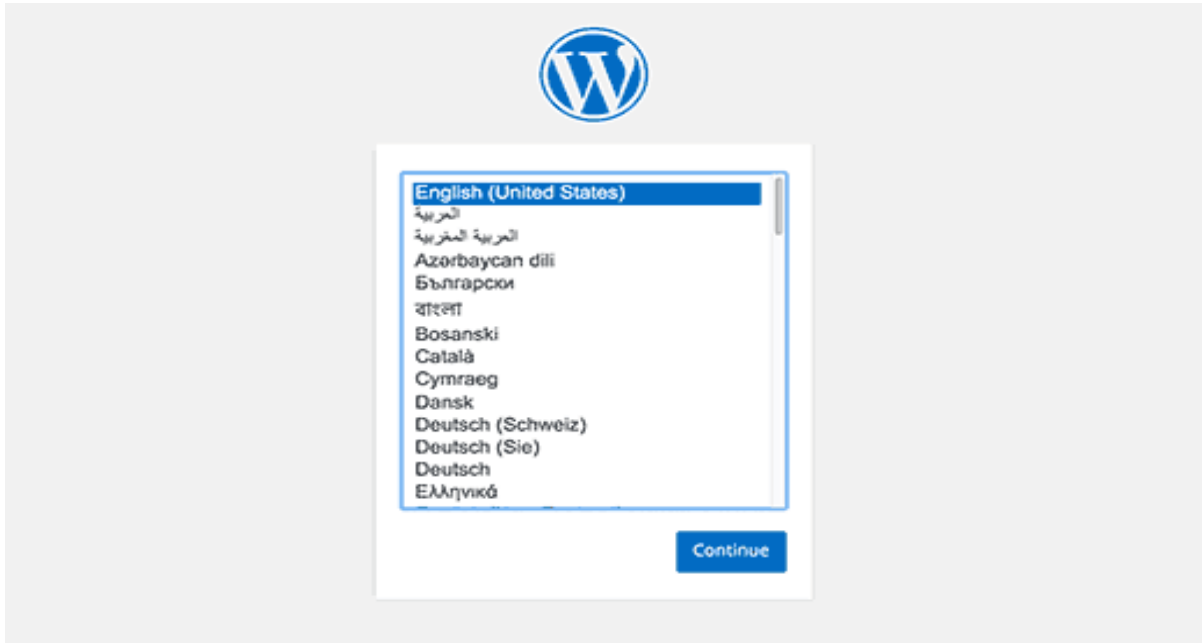 English (United States)
العربية
العربية المغربية
Azərbaycan dili
Български
বাংলা
Bosanski
Català
Cymraeg
Dansk
Deutsch (Schweiz)
Deutsch (Sie)
Deutsch
Ελληνικά
Continue